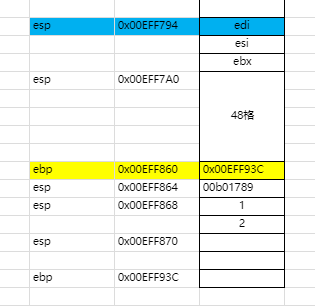 esp 0x00EFF794 edi
esi
ebx
esp 0x00EFF7A0
48格
ebp 0x00EFF860 0x00EFF93C
esp 0x00EFF864 00b01789
esp 0x00EFF868 1
2
esp 0x00EFF870
ebp 0x00EFF93C